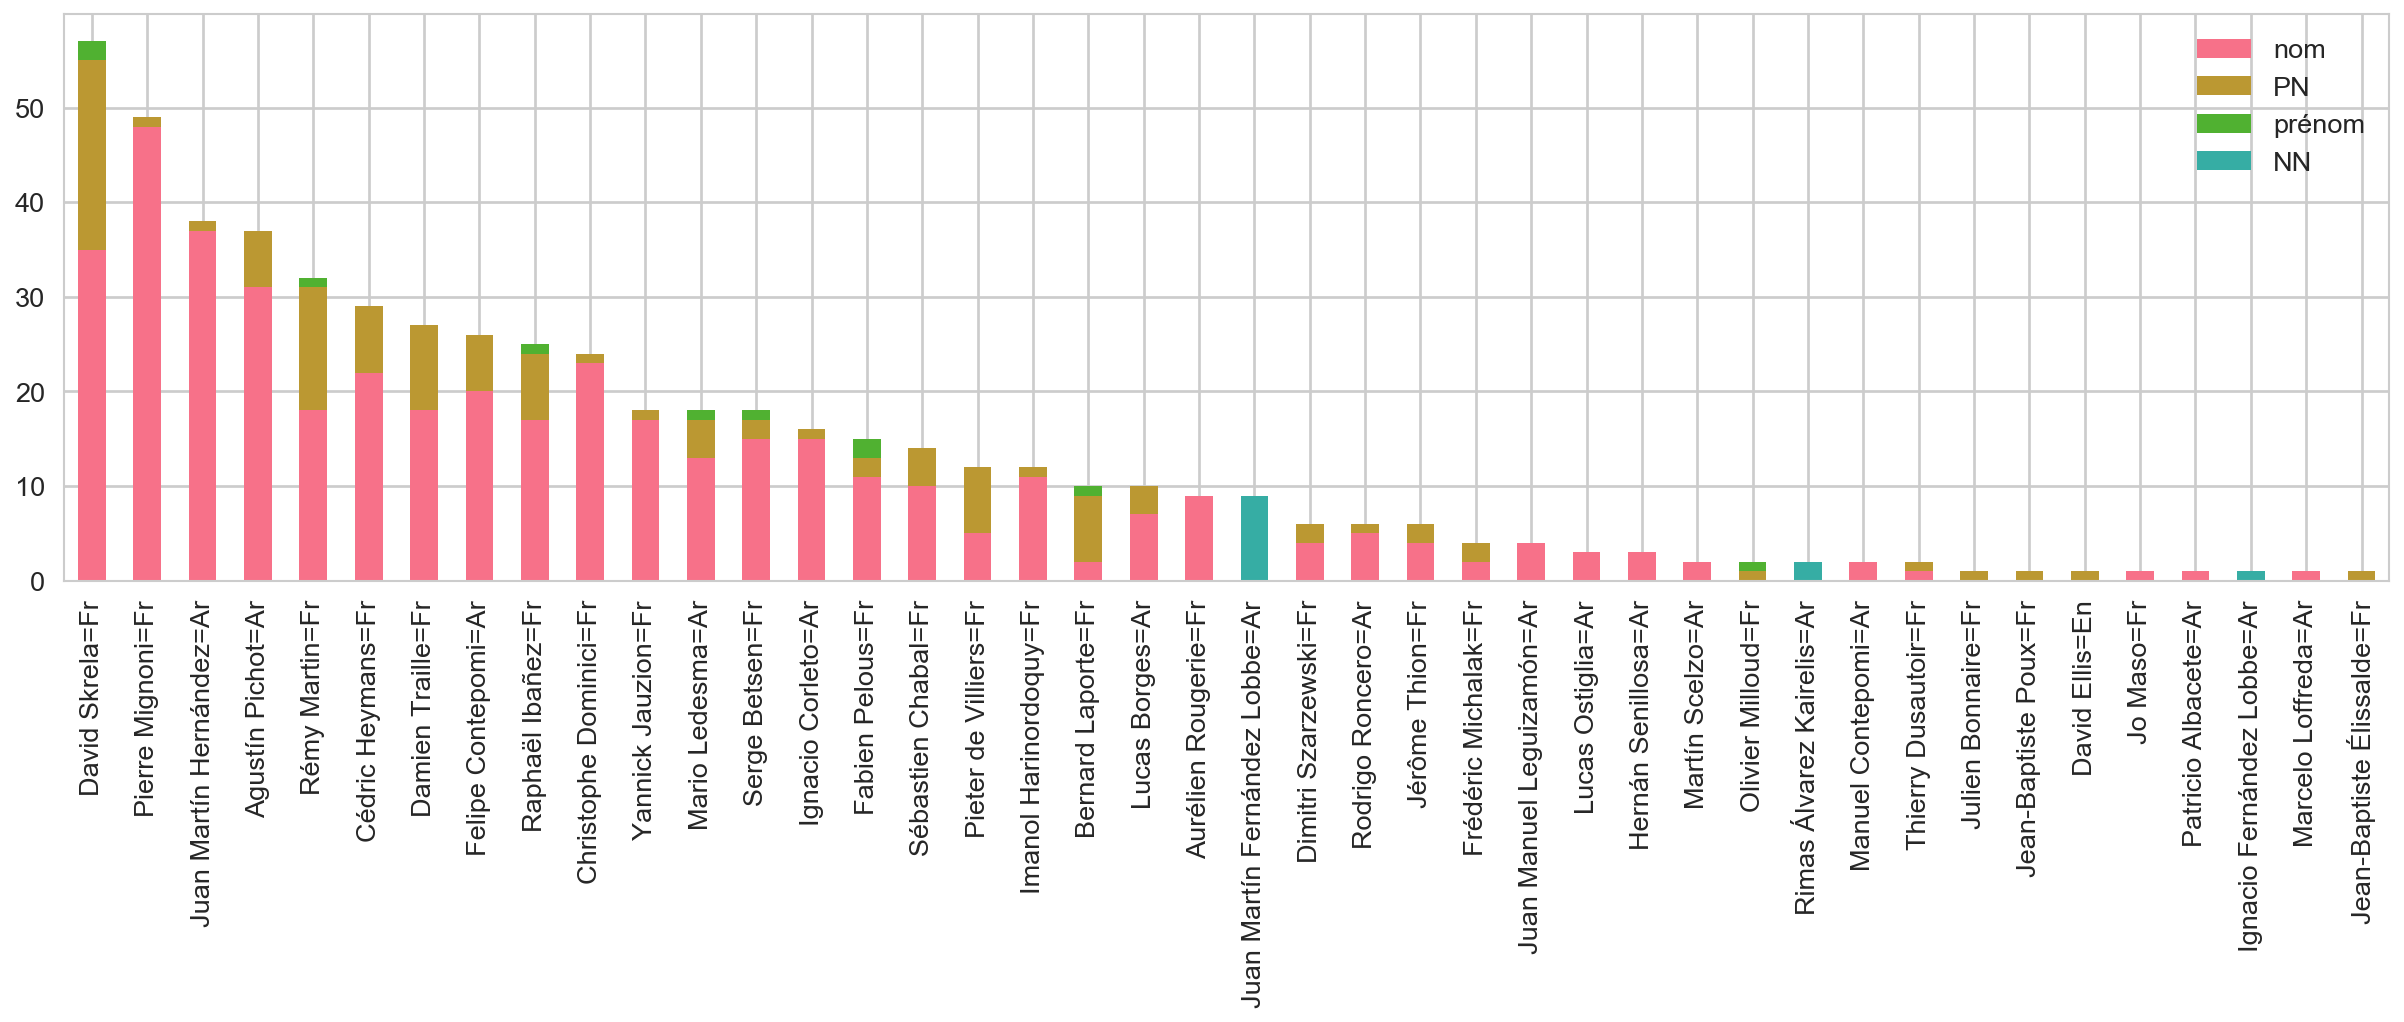 nom
PN
prénom
NN
50
40
30
20
10
0
David Skrela=Fr
Pierre Mignoni=Fr
Juan Martín Hernández=Ar
Agustín Pichot=Ar
Rémy Martin=Fr
Cédric Heymans=Fr
Damien Traille=Fr
Felipe Contepomi=Ar
Raphaël Ibañez=Fr
Christophe Dominici=Fr
Yannick Jauzion=Fr
Mario Ledesma=Ar
Serge Betsen=Fr
Ignacio Corleto=Ar
Fabien Pelous=Fr
Sébastien Chabal=Fr
Pieter de Villiers=Fr
Imanol Harinordoquy=Fr
Bernard Laporte=Fr
Lucas Borges=Ar
Aurélien Rougerie=Fr
Juan Martín Fernández Lobbe=Ar
Dimitri Szarzewski=Fr
Rodrigo Roncero=Ar
Jérôme Thion=Fr
Frédéric Michalak=Fr
Juan Manuel Leguizamón=Ar
Lucas Ostiglia=Ar
Hernán Senillosa=Ar
Martín Scelzo=Ar
Olivier Milloud=Fr
Rimas Álvarez Kairelis=Ar
Manuel Contepomi=Ar
Thierry Dusautoir=Fr
Julien Bonnaire=Fr
Jean-Baptiste Poux=Fr
David Ellis=En
Jo Maso=Fr
Patricio Albacete=Ar
Ignacio Fernández Lobbe=Ar
Marcelo Loffreda=Ar
Jean-Baptiste Élissalde=Fr